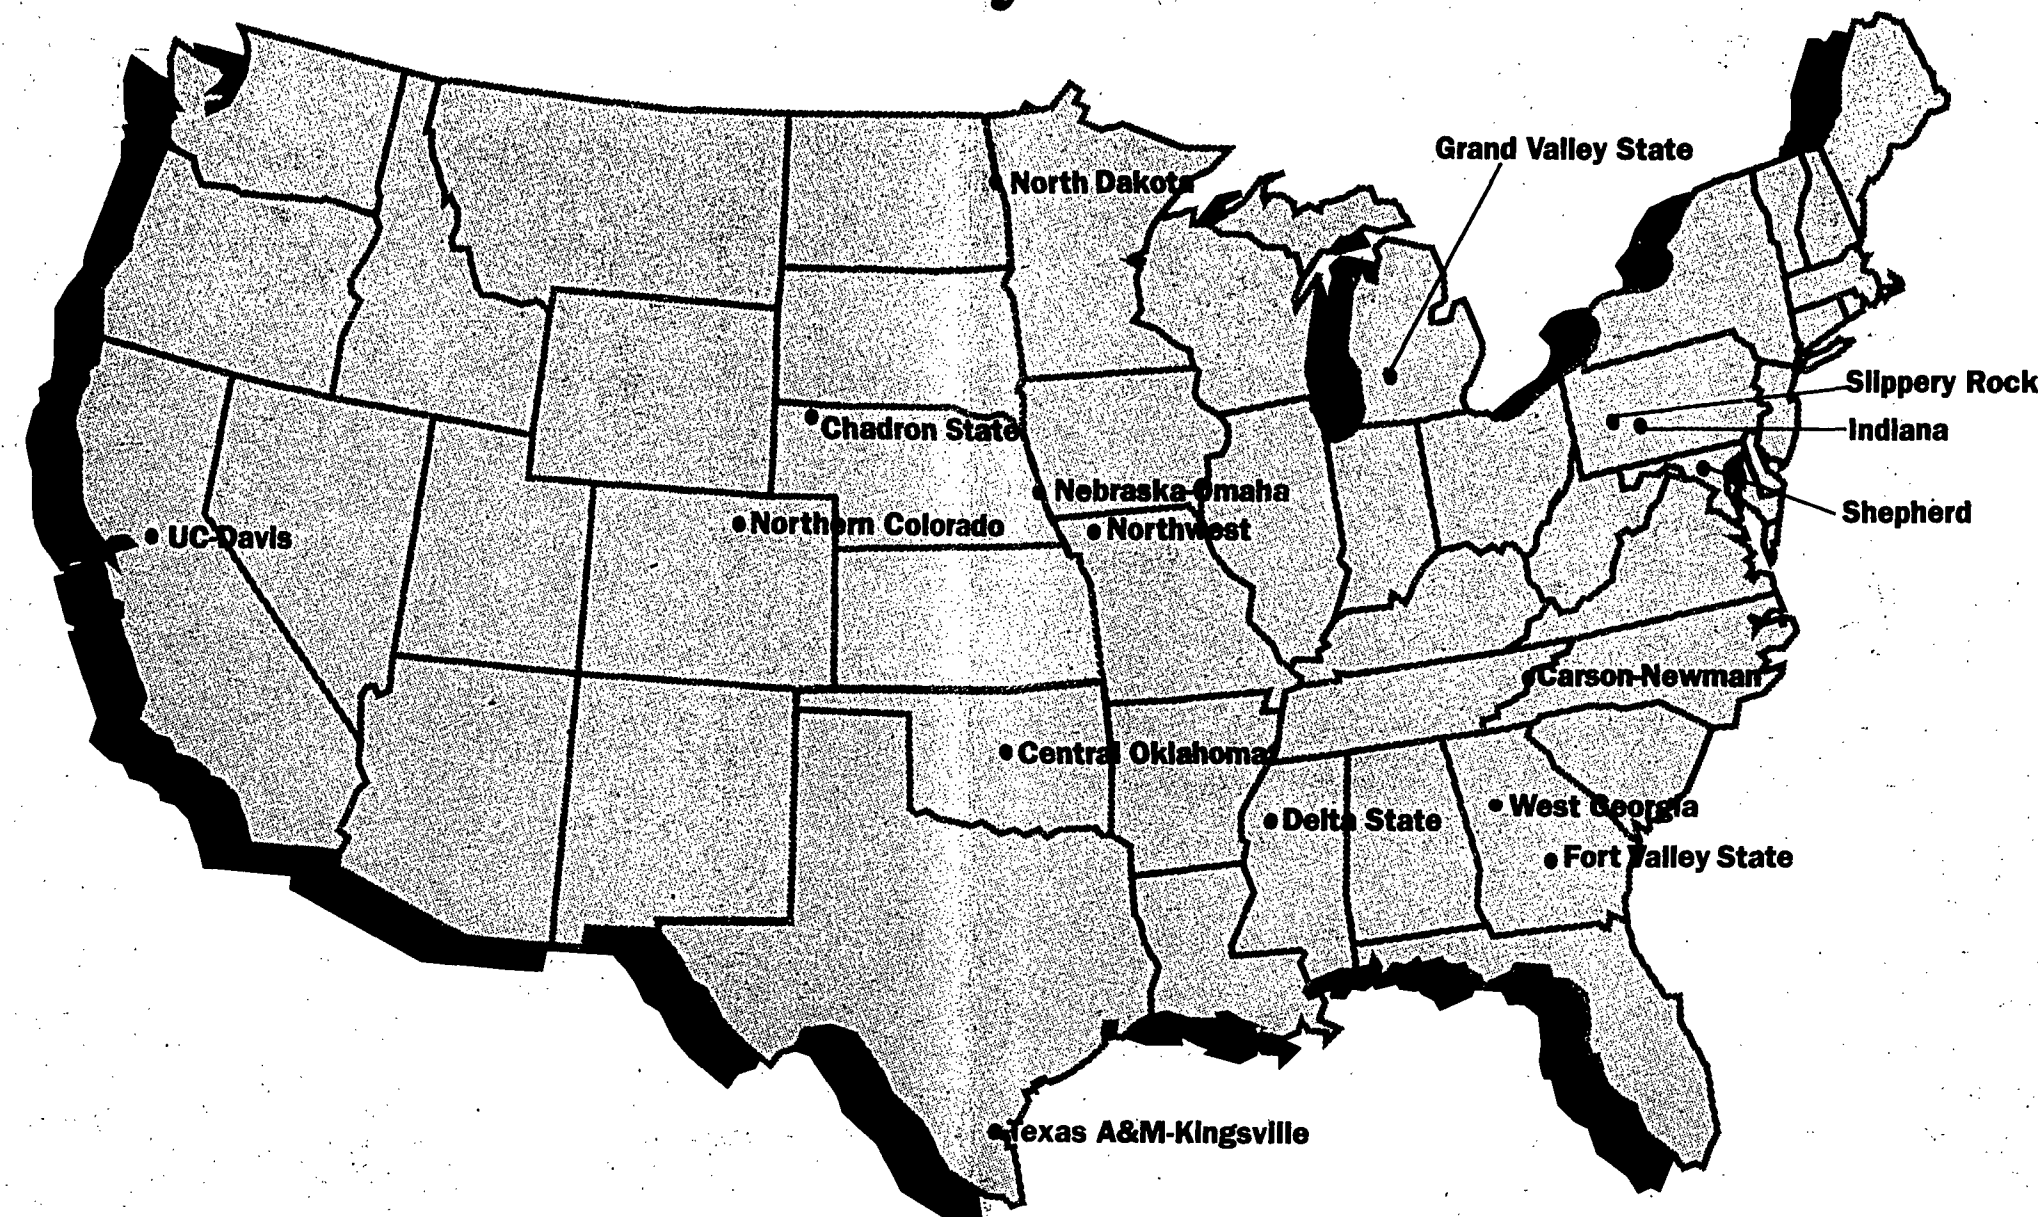 Grand Valley State
North Dakota
Slippery Rock
Chadron State
Indiana
Nebraska-Omaha
Shepherd
Northern Colorado
Northwest
UC-Davis
Carson-Newman
Central Oklahoma
West Georgia
Delta State
Fort Valley State
Texas A&M-Kingsville